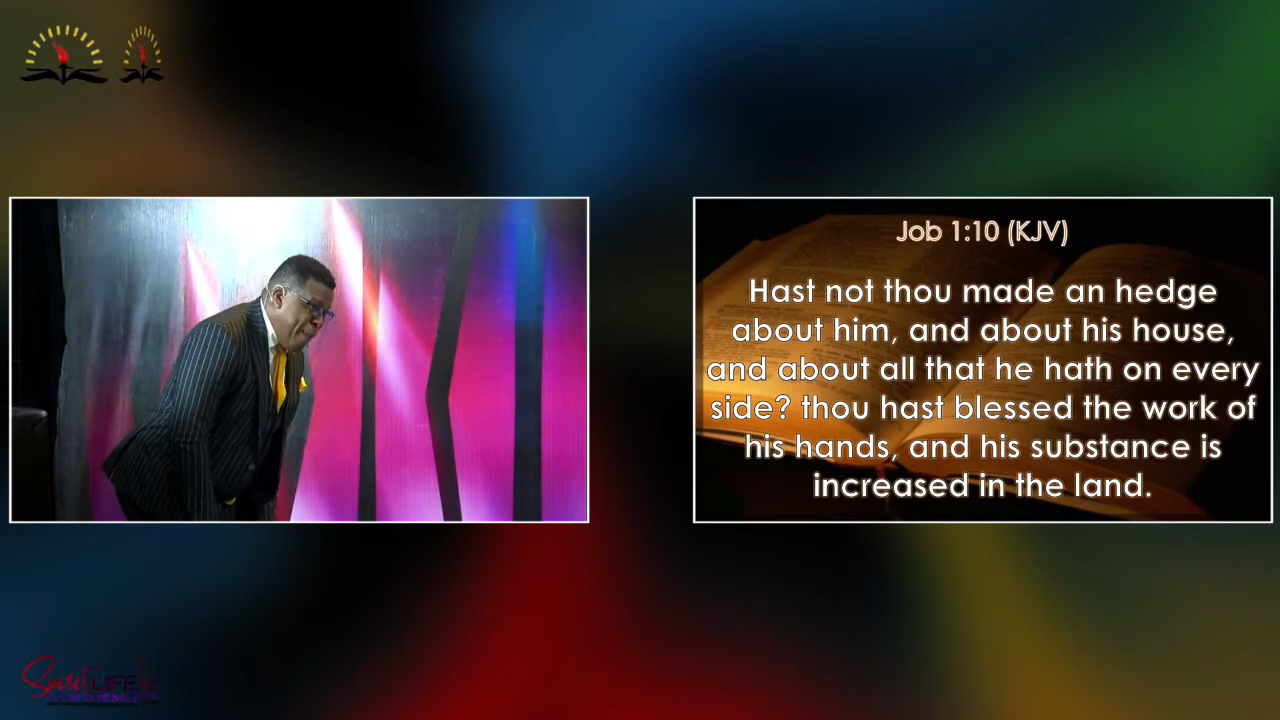 Job 1:10 (KJV)
Hast not thou made an hedge
about him, and about his house,
and about all that he hath on every
side? thou hast blessed the work of
his hands, and his substance is
increased in the land.
Spirit LIFE